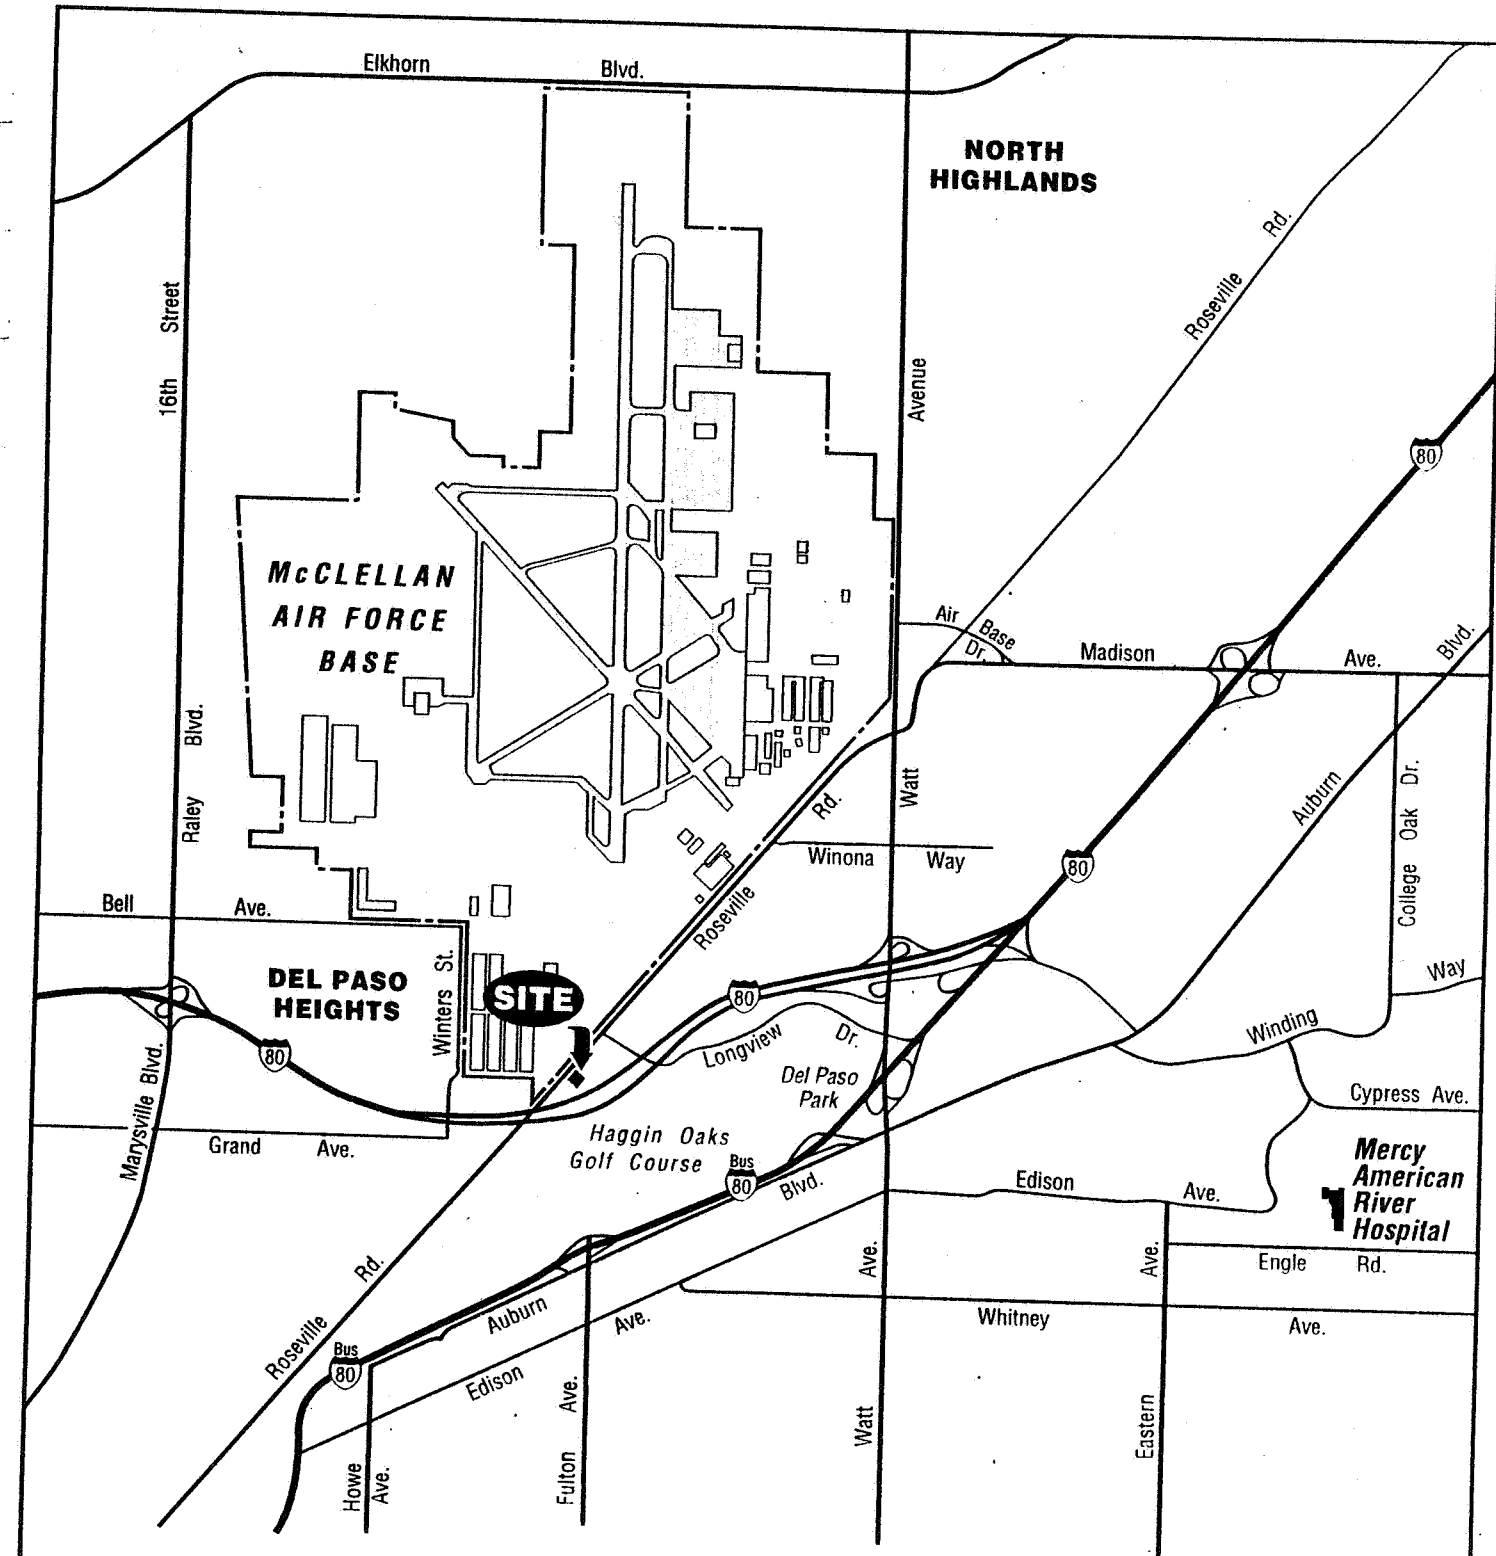 Elkhorn Blvd.
NORTH
HIGHLANDS
Roseville Rd.
16th Street
Avenue
80
McCLELLAN
AIR FORCE
BASE
Air Base
Dr.
Madison Ave.
Blvd.
Raley Blvd.
Rd.
Watt
Auburn
College Oak Dr.
Winona Way
80
Bell Ave.
Roseville
DEL PASO
HEIGHTS
Winters St.
SITE
80
Way
Winding
80
Longview Dr.
Marysville Blvd.
Del Paso
Park
Cypress Ave.
Grand Ave.
Haggin Oaks
Golf Course
Bus
80
Blvd.
Mercy
American
River
Hospital
Edison Ave.
Engle Rd.
Ave.
Ave.
Roseville Rd.
Auburn
Ave.
Whitney Ave.
Bus
80
Edison
Howe
Ave.
Fulton Ave.
Watt
Eastern